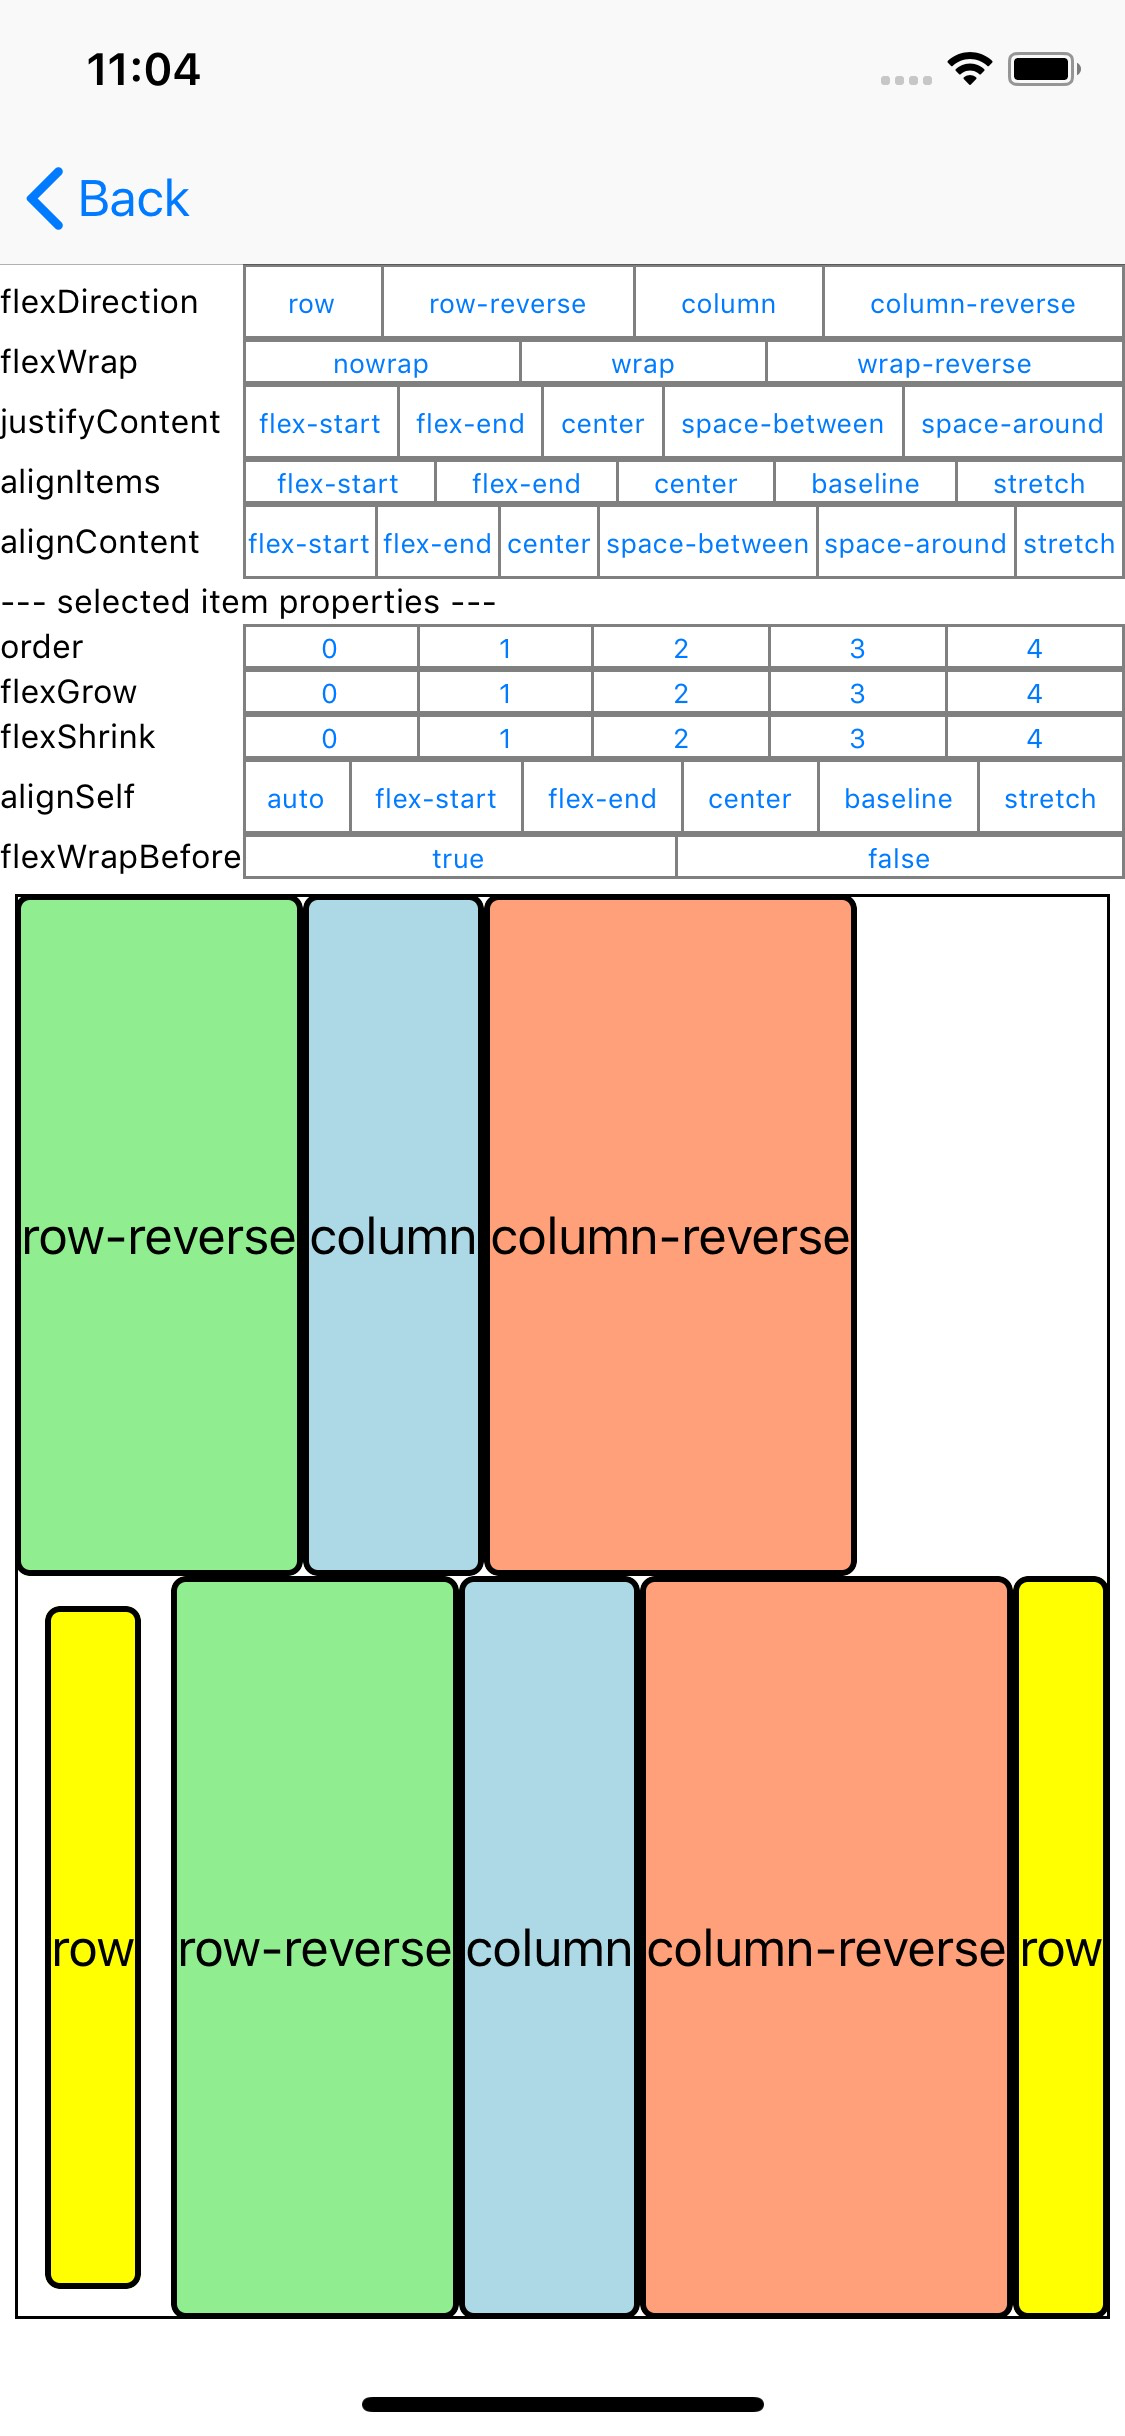 11:04
Back
flexDirection row row-reverse column column-reverse
flexWrap nowrap wrap wrap-reverse
justifyContent flex-start flex-end center space-between space-around
alignItems flex-start flex-end center baseline stretch
alignContent flex-start flex-end center space-between space-around stretch
--- selected item properties ---
order 0 1 2 3 4
flexGrow 0 1 2 3 4
flexShrink 0 1 2 3 4
alignSelf auto flex-start flex-end center baseline stretch
flexWrapBefore true false
row-reverse column column-reverse
row row-reverse column column-reverse row